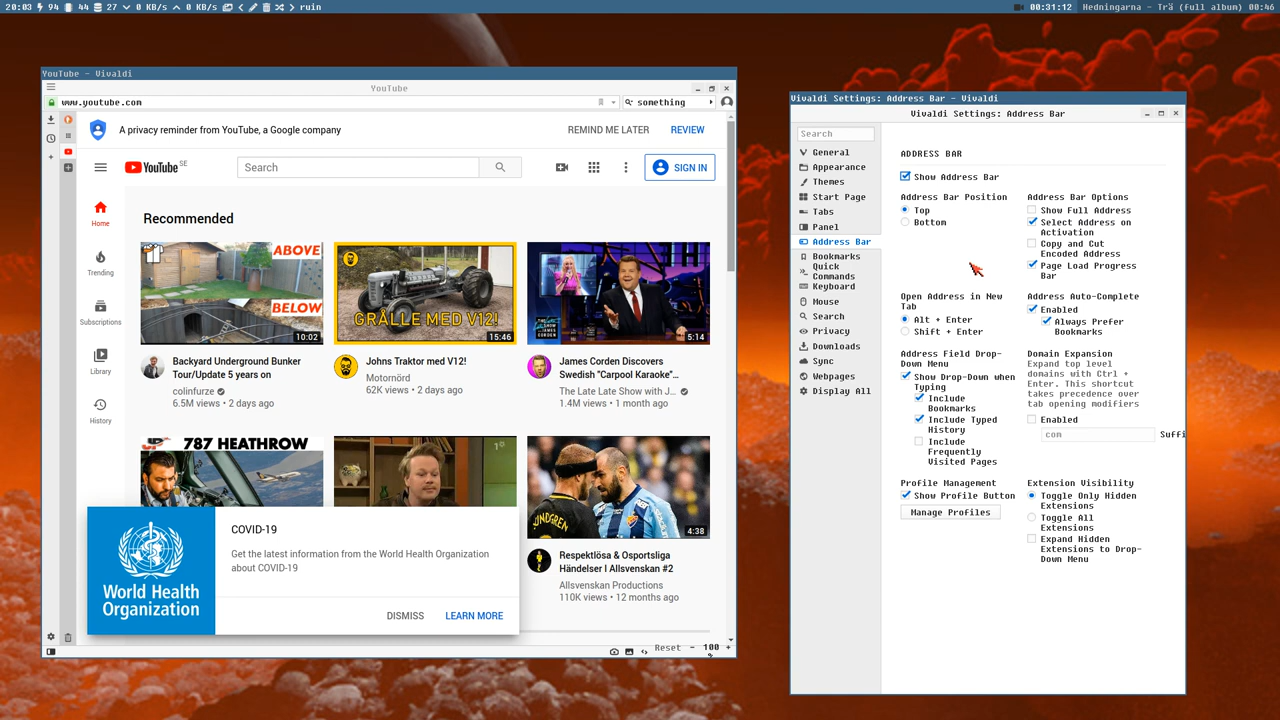 20:03 94 44 27 0 KB/s 0 KB/s ruin
00:31:12 Hedningarna - Trä (full album) 00:46
YouTube - Vivaldi
YouTube
www.youtube.com
something
A privacy reminder from YouTube, a Google company
REMIND ME LATER
REVIEW
YouTube SE
Search
SIGN IN
Home
Trending
Subscriptions
Library
History
Recommended
ABOVE
BELOW
10:02
Backyard Underground Bunker
Tour/Update 5 years on
colinfurze
6.5M views • 2 days ago
GRÅLLE MED V12!
15:46
Johns Traktor med V12!
Motornörd
62K views • 2 days ago
5:14
James Corden Discovers
Swedish "Carpool Karaoke"...
The Late Late Show with J...
1.4M views • 1 month ago
787 HEATHROW
1°
UNDGREN
4:38
Respektlösa & Osportsliga
Händelser I Allsvenskan #2
Allsvenskan Productions
110K views • 12 months ago
World Health
Organization
COVID-19
Get the latest information from the World Health Organization
about COVID-19
DISMISS
LEARN MORE
Reset - 100 % +
Vivaldi Settings: Address Bar - Vivaldi
Vivaldi Settings: Address Bar
Search
General
Appearance
Themes
Start Page
Tabs
Panel
Address Bar
Bookmarks
Quick
Commands
Keyboard
Mouse
Search
Privacy
Downloads
Sync
Webpages
Display All
ADDRESS BAR
Show Address Bar
Address Bar Position
Top
Bottom
Address Bar Options
Show Full Address
Select Address on
Activation
Copy and Cut
Encoded Address
Page Load Progress
Bar
Open Address in New
Tab
Alt + Enter
Shift + Enter
Address Auto-Complete
Enabled
Always Prefer
Bookmarks
Address Field Drop-
Down Menu
Show Drop-Down when
Typing
Include
Bookmarks
Include Typed
History
Include
Frequently
Visited Pages
Domain Expansion
Expand top level
domains with Ctrl +
Enter. This shortcut
takes precedence over
tab opening modifiers
Enabled
com
Suffi
Profile Management
Show Profile Button
Manage Profiles
Extension Visibility
Toggle Only Hidden
Extensions
Toggle All
Extensions
Expand Hidden
Extensions to Drop-
Down Menu